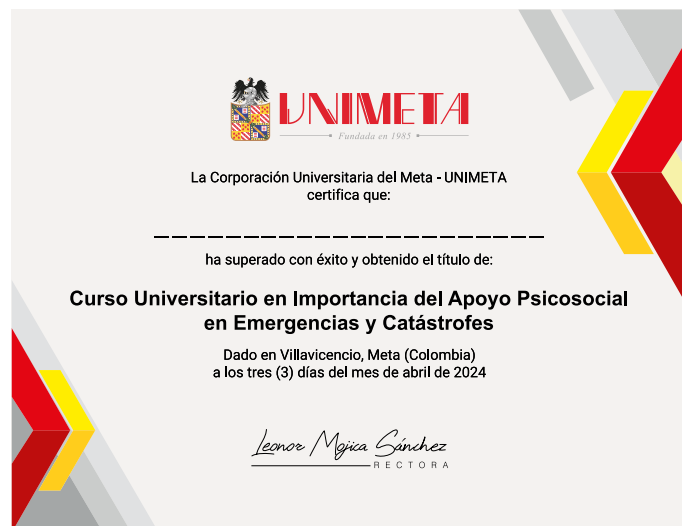 UNIMETA
Fundada en 1985
La Corporación Universitaria del Meta - UNIMETA
certifica que:
ha superado con éxito y obtenido el título de:
Curso Universitario en Importancia del Apoyo Psicosocial
en Emergencias y Catástrofes
Dado en Villavicencio, Meta (Colombia)
a los tres (3) días del mes de abril de 2024
Leonor Mojica Sánchez
RECTORA